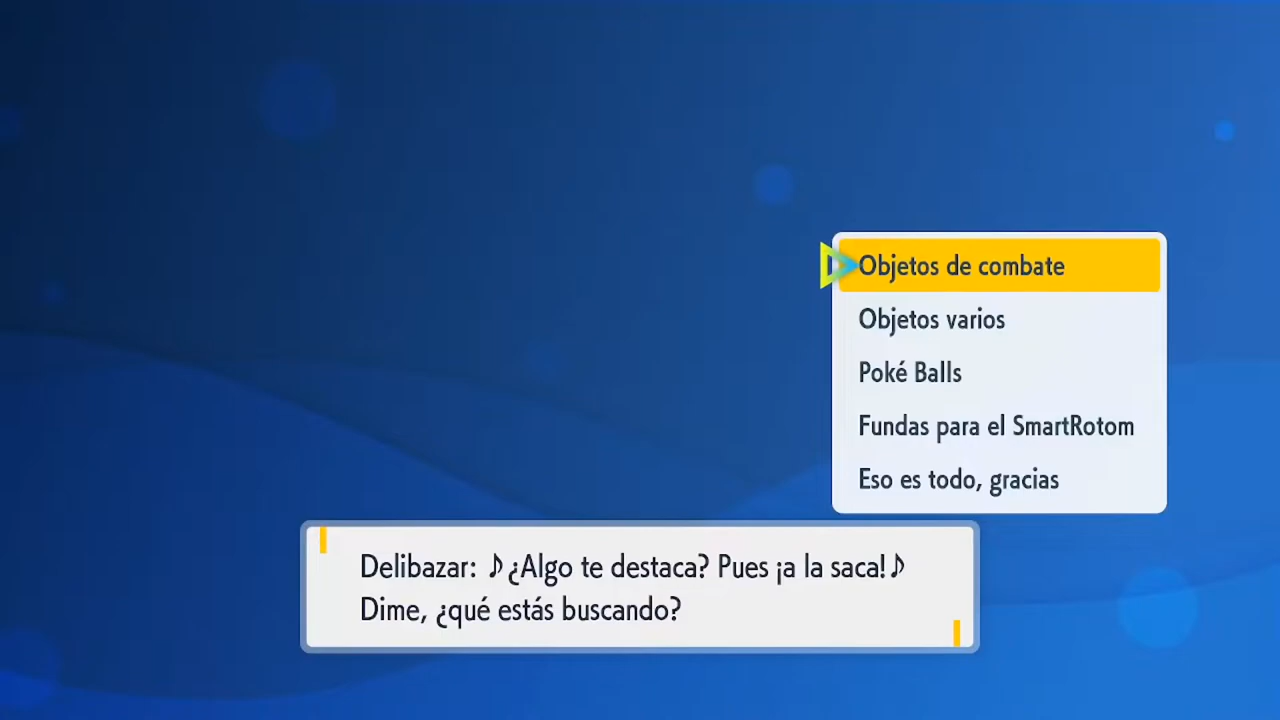 Objetos de combate
Objetos varios
Poké Balls
Fundas para el SmartRotom
Eso es todo, gracias
Delibazar: ♪¿Algo te destaca? Pues ¡a la saca!♪
Dime, ¿qué estás buscando?